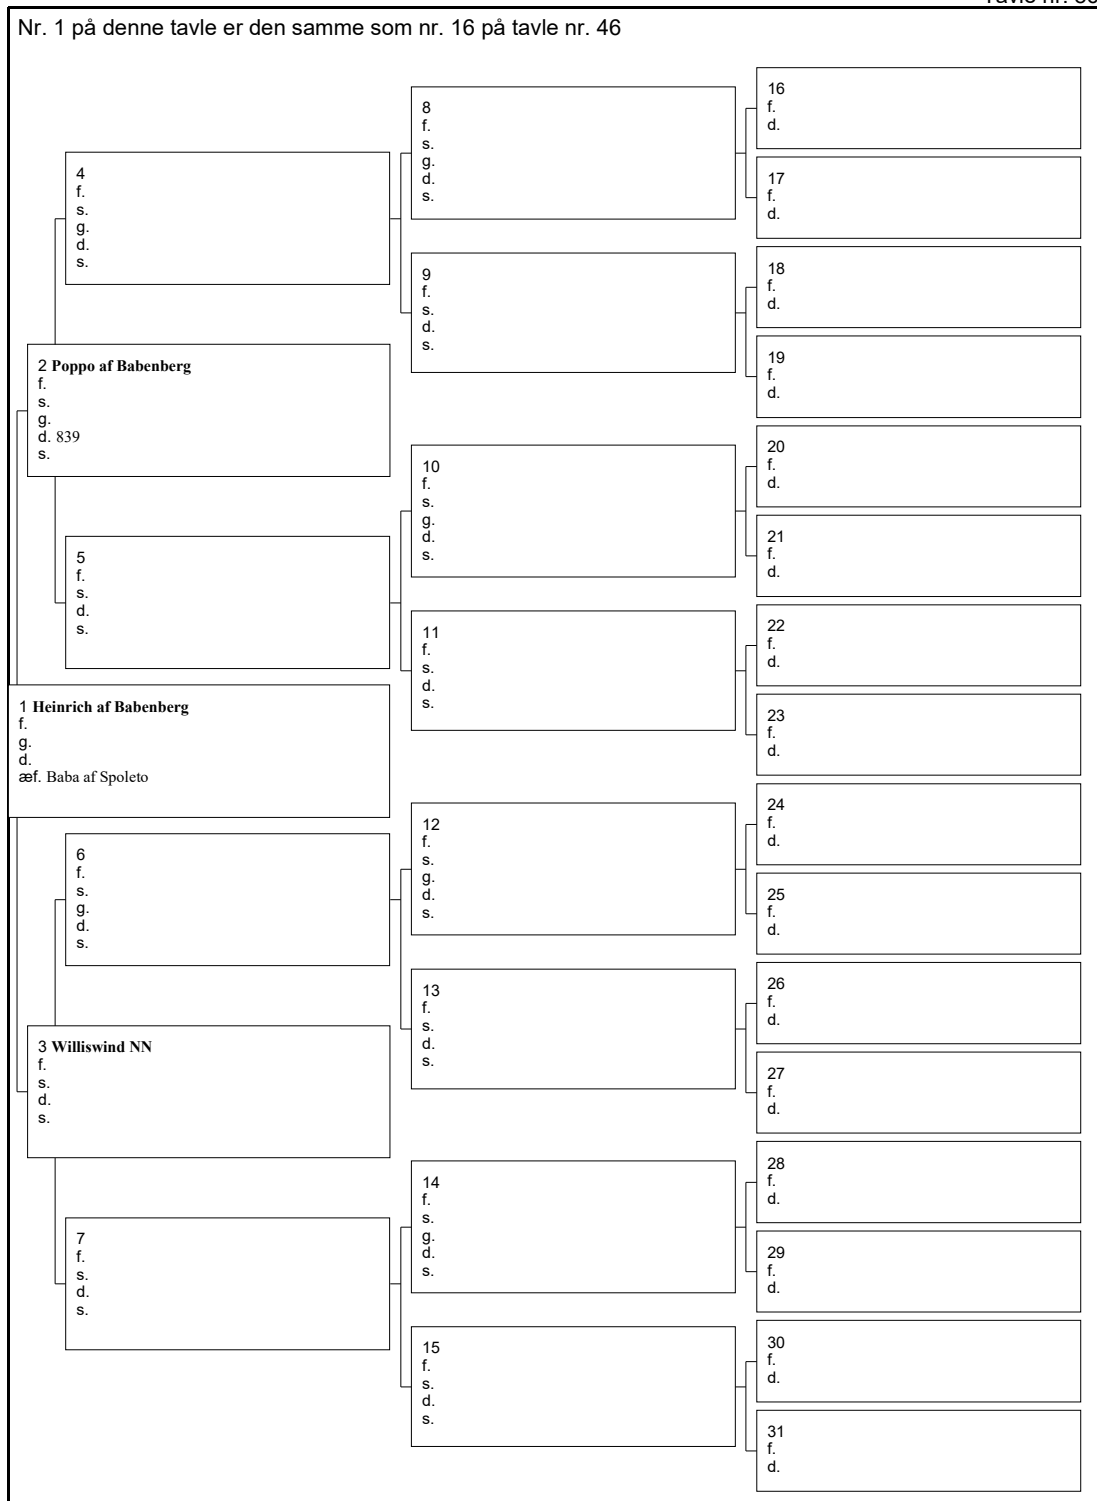 Nr. 1 på denne tavle er den samme som nr. 16 på tavle nr. 46
4
f.
s.
g.
d.
s.
2 Poppo af Babenberg
f.
s.
g.
d. 839
s.
5
f.
s.
d.
s.
1 Heinrich af Babenberg
f.
g.
d.
æf. Baba af Spoleto
6
f.
s.
g.
d.
s.
3 Williswind NN
f.
s.
d.
s.
7
f.
s.
d.
s.
8
f.
s.
g.
d.
s.
9
f.
s.
d.
s.
10
f.
s.
g.
d.
s.
11
f.
s.
d.
s.
12
f.
s.
g.
d.
s.
13
f.
s.
d.
s.
14
f.
s.
g.
d.
s.
15
f.
s.
d.
s.
16
f.
d.
17
f.
d.
18
f.
d.
19
f.
d.
20
f.
d.
21
f.
d.
22
f.
d.
23
f.
d.
24
f.
d.
25
f.
d.
26
f.
d.
27
f.
d.
28
f.
d.
29
f.
d.
30
f.
d.
31
f.
d.